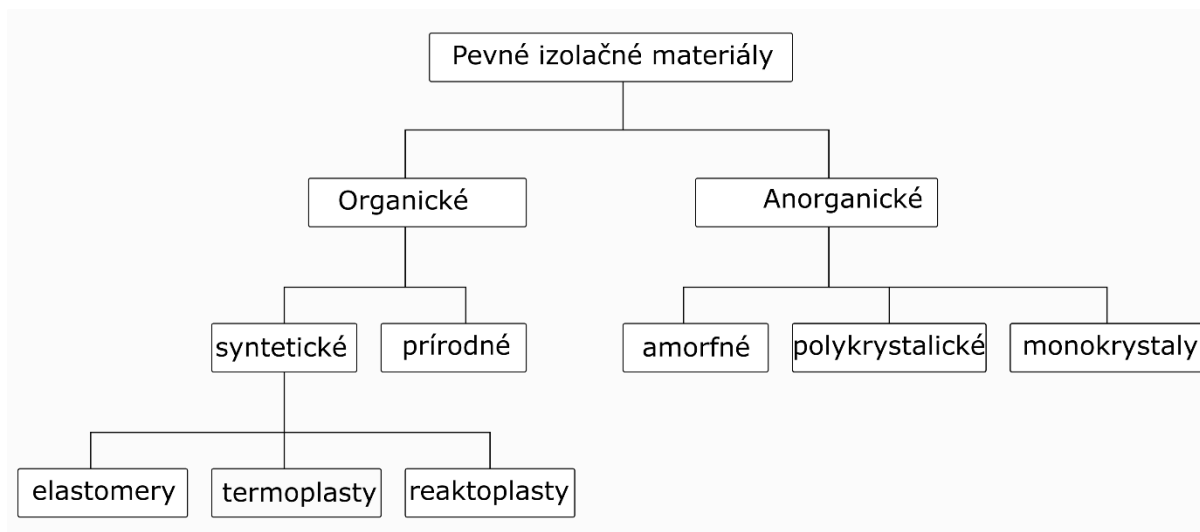 Pevné izolačné materiály
Organické
Anorganické
syntetické
prírodné
amorfné
polykrystalické
monokrystaly
elastomery
termoplasty
reaktoplasty